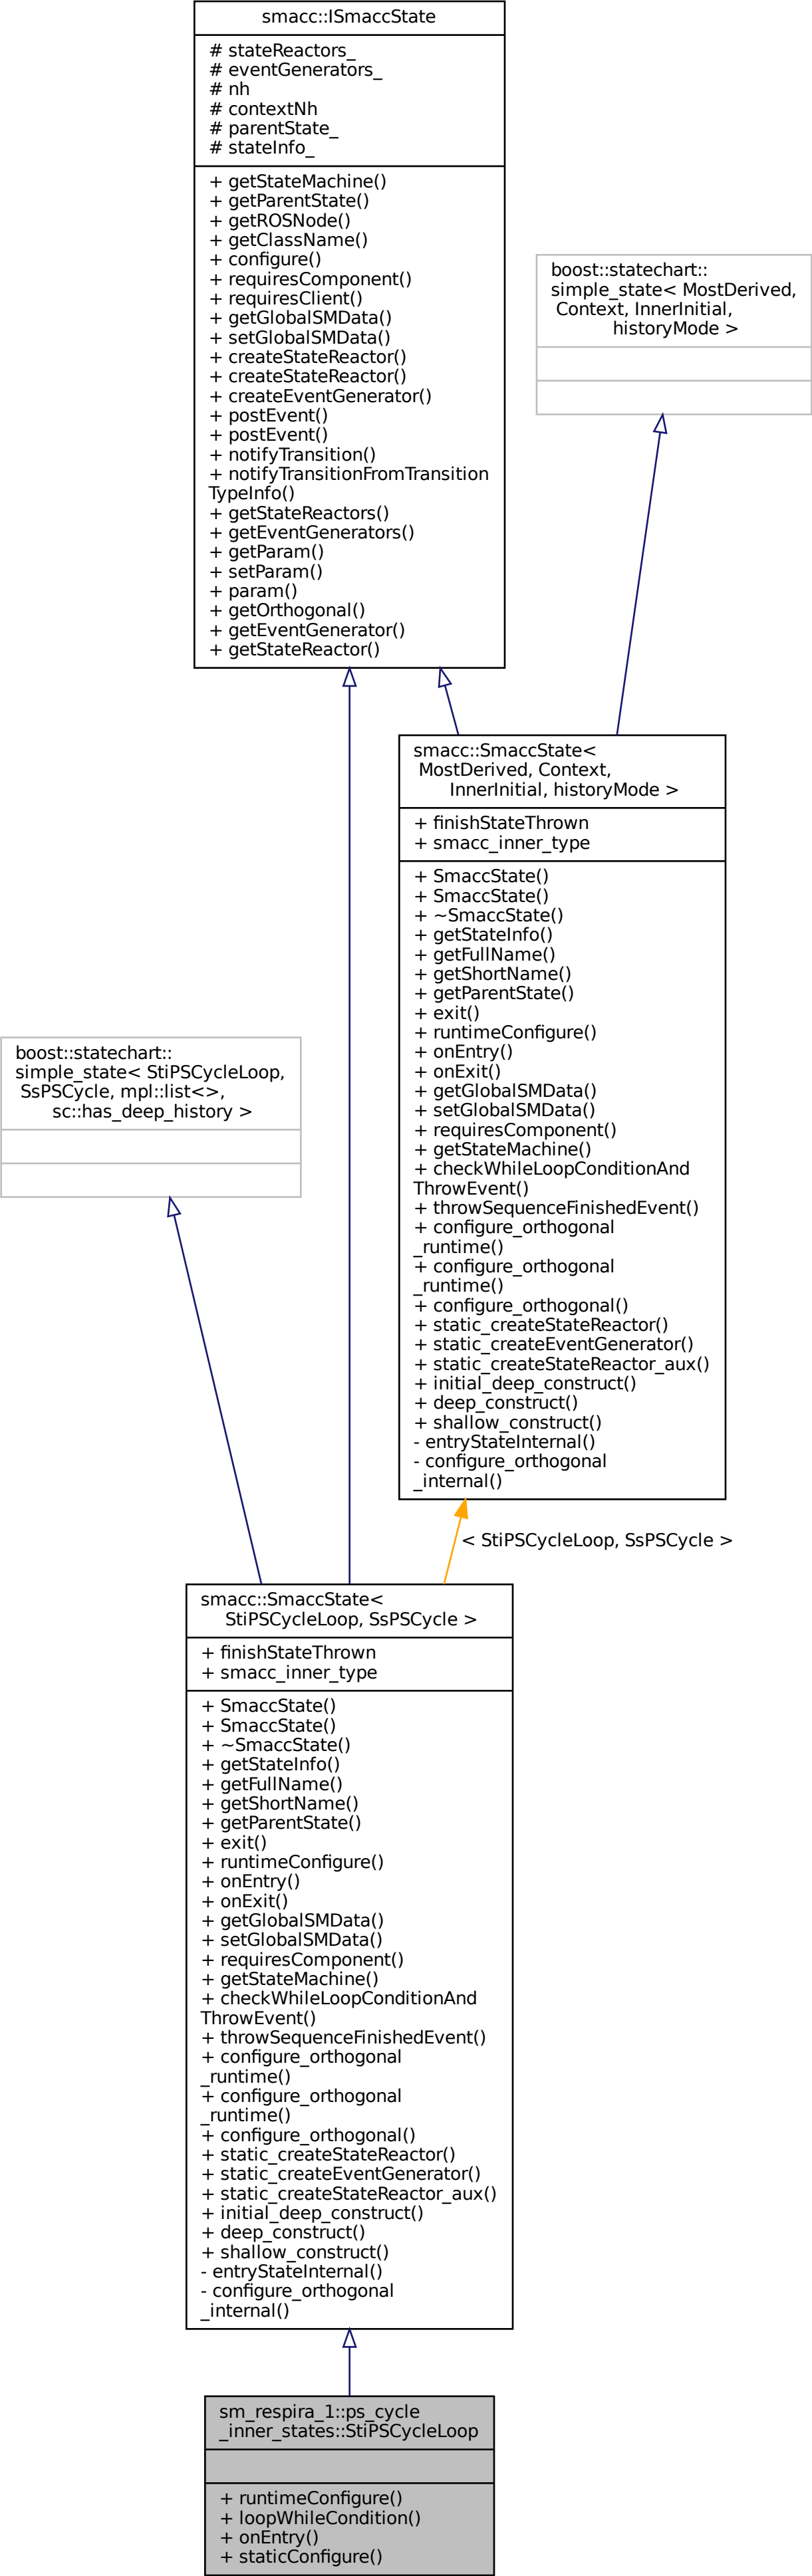 smacc::ISmaccState
# stateReactors_
# eventGenerators_
# nh
# contextNh
# parentState_
# stateInfo_
+ getStateMachine()
+ getParentState()
+ getROSNode()
+ getClassName()
+ configure()
+ requiresComponent()
+ requiresClient()
+ getGlobalSMData()
+ setGlobalSMData()
+ createStateReactor()
+ createStateReactor()
+ createEventGenerator()
+ postEvent()
+ postEvent()
+ notifyTransition()
+ notifyTransitionFromTransition
TypeInfo()
+ getStateReactors()
+ getEventGenerators()
+ getParam()
+ setParam()
+ param()
+ getOrthogonal()
+ getEventGenerator()
+ getStateReactor()
boost::statechart::
simple_state< MostDerived,
Context, InnerInitial,
historyMode >
smacc::SmaccState<
MostDerived, Context,
InnerInitial, historyMode >
+ finishStateThrown
+ smacc_inner_type
+ SmaccState()
+ SmaccState()
+ ~SmaccState()
+ getStateInfo()
+ getFullName()
+ getShortName()
+ getParentState()
+ exit()
+ runtimeConfigure()
+ onEntry()
+ onExit()
+ getGlobalSMData()
+ setGlobalSMData()
+ requiresComponent()
+ getStateMachine()
+ checkWhileLoopConditionAnd
ThrowEvent()
+ throwSequenceFinishedEvent()
+ configure_orthogonal
_runtime()
+ configure_orthogonal
_runtime()
+ configure_orthogonal()
+ static_createStateReactor()
+ static_createEventGenerator()
+ static_createStateReactor_aux()
+ initial_deep_construct()
+ deep_construct()
+ shallow_construct()
- entryStateInternal()
- configure_orthogonal
_internal()
boost::statechart::
simple_state< StiPSCycleLoop,
SsPSCycle, mpl::list<>,
sc::has_deep_history >
< StiPSCycleLoop, SsPSCycle >
smacc::SmaccState<
StiPSCycleLoop, SsPSCycle >
+ finishStateThrown
+ smacc_inner_type
+ SmaccState()
+ SmaccState()
+ ~SmaccState()
+ getStateInfo()
+ getFullName()
+ getShortName()
+ getParentState()
+ exit()
+ runtimeConfigure()
+ onEntry()
+ onExit()
+ getGlobalSMData()
+ setGlobalSMData()
+ requiresComponent()
+ getStateMachine()
+ checkWhileLoopConditionAnd
ThrowEvent()
+ throwSequenceFinishedEvent()
+ configure_orthogonal
_runtime()
+ configure_orthogonal
_runtime()
+ configure_orthogonal()
+ static_createStateReactor()
+ static_createEventGenerator()
+ static_createStateReactor_aux()
+ initial_deep_construct()
+ deep_construct()
+ shallow_construct()
- entryStateInternal()
- configure_orthogonal
_internal()
sm_respira_1::ps_cycle
_inner_states::StiPSCycleLoop
+ runtimeConfigure()
+ loopWhileCondition()
+ onEntry()
+ staticConfigure()